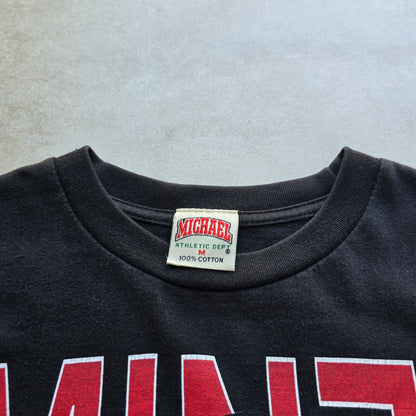 MICHAEL
ATHLETIC DEPT
M
100% COTTON